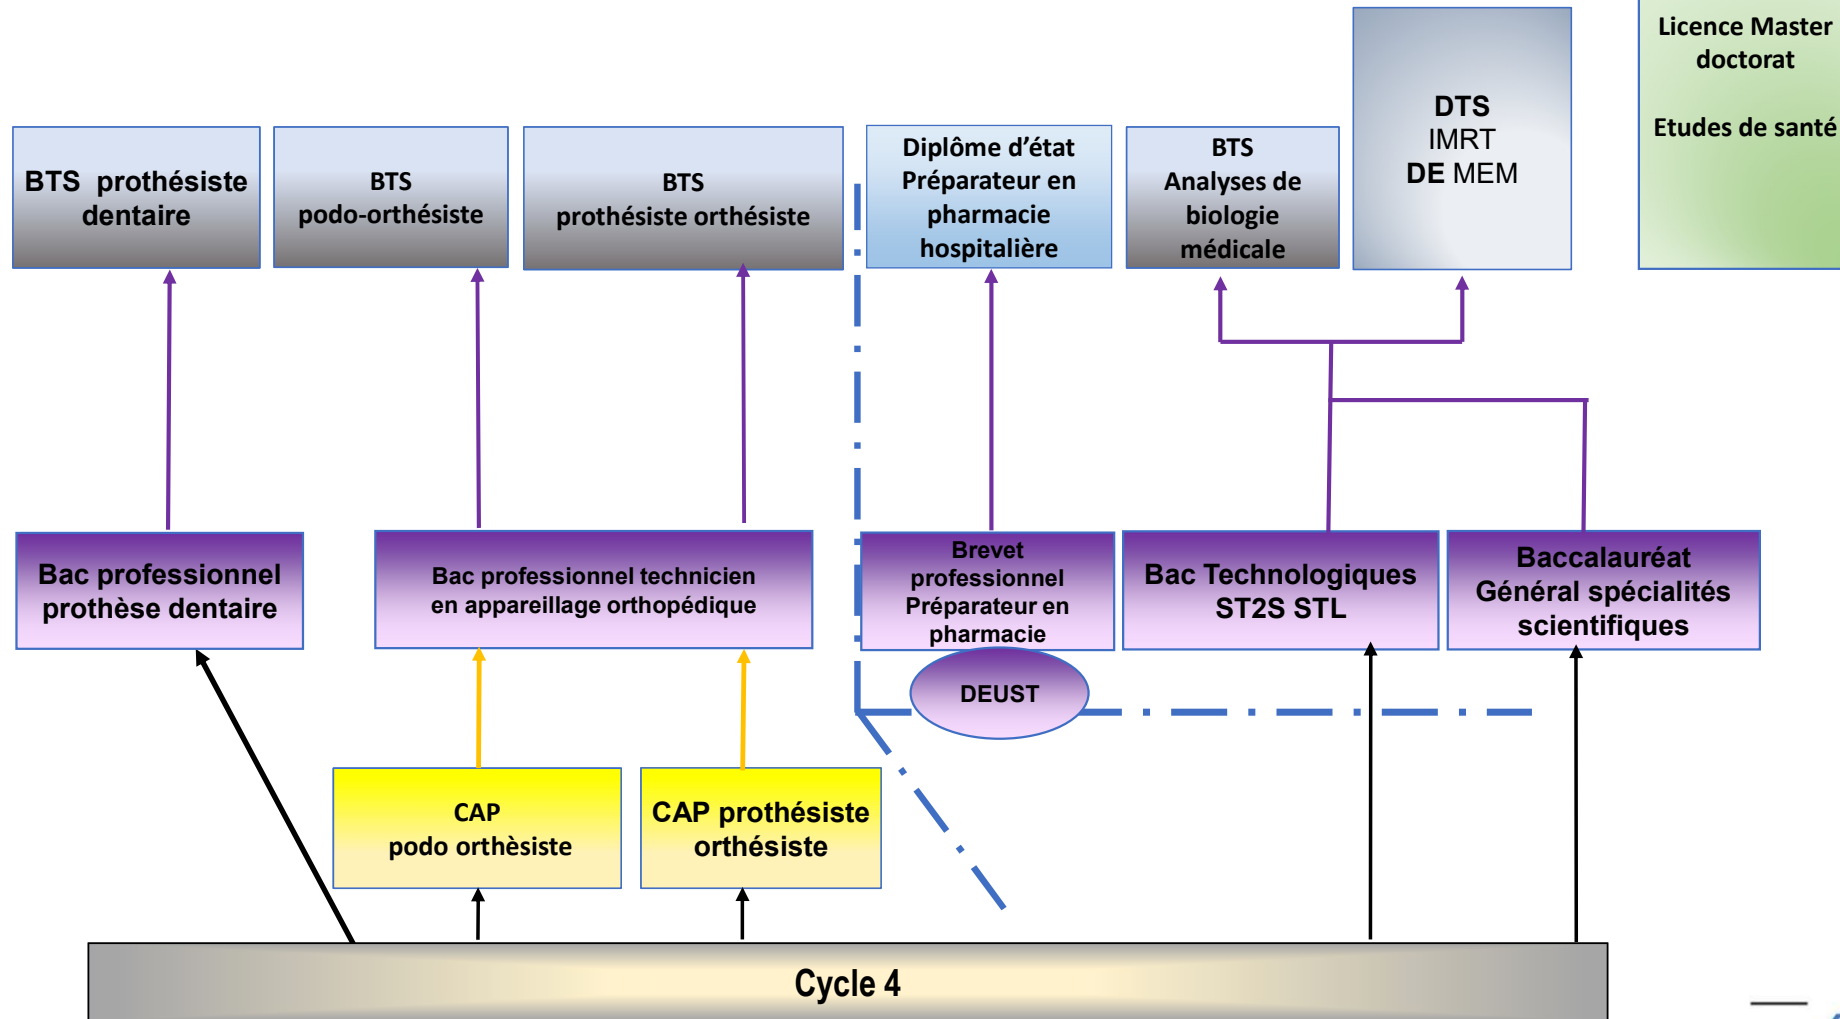 Licence Master
doctorat
Etudes de santé
DTS
IMRT
DE MEM
BTS prothésiste
dentaire
BTS
podo-orthésiste
BTS
prothésiste orthésiste
Diplôme d'état
Préparateur en
pharmacie
hospitalière
BTS
Analyses de
biologie
médicale
Bac professionnel
prothèse dentaire
Bac professionnel technicien
en appareillage orthopédique
Brevet
professionnel
Préparateur en
pharmacie
Bac Technologiques
ST2S STL
Baccalauréat
Général spécialités
scientifiques
DEUST
CAP
podo orthèsiste
CAP prothésiste
orthésiste
Cycle 4